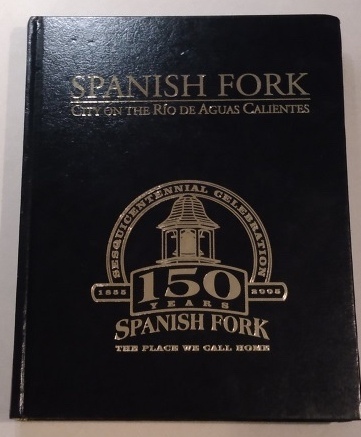 SPANISH FORK
CITY ON THE RÍO DE AGUAS CALIENTES
SESQUICENTENNIAL CELEBRATION
1855 150 2005
YEARS
SPANISH FORK
THE PLACE WE CALL HOME